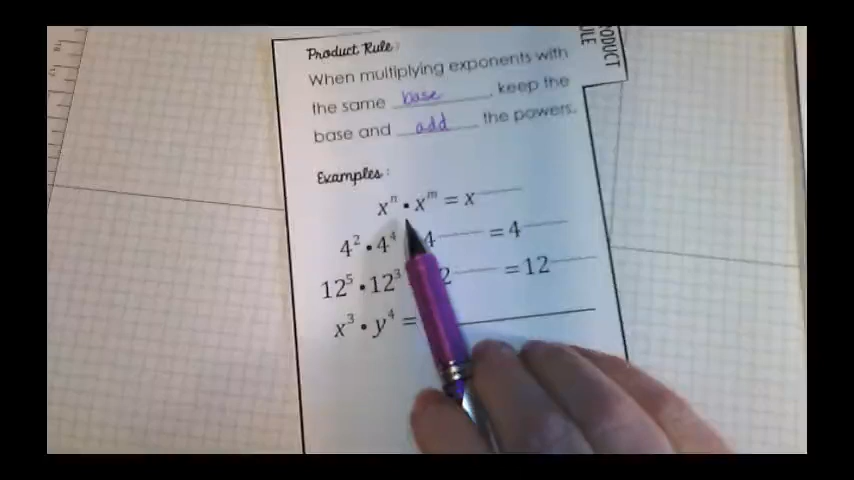 PRODUCT
RULE
Product Rule:
When multiplying exponents with
the same base, keep the
base and add the powers.
Examples:
xⁿ • xᵐ = x
4² • 4⁴ 4 = 4
12⁵ • 12³ 2 = 12
x³ • y⁴ =